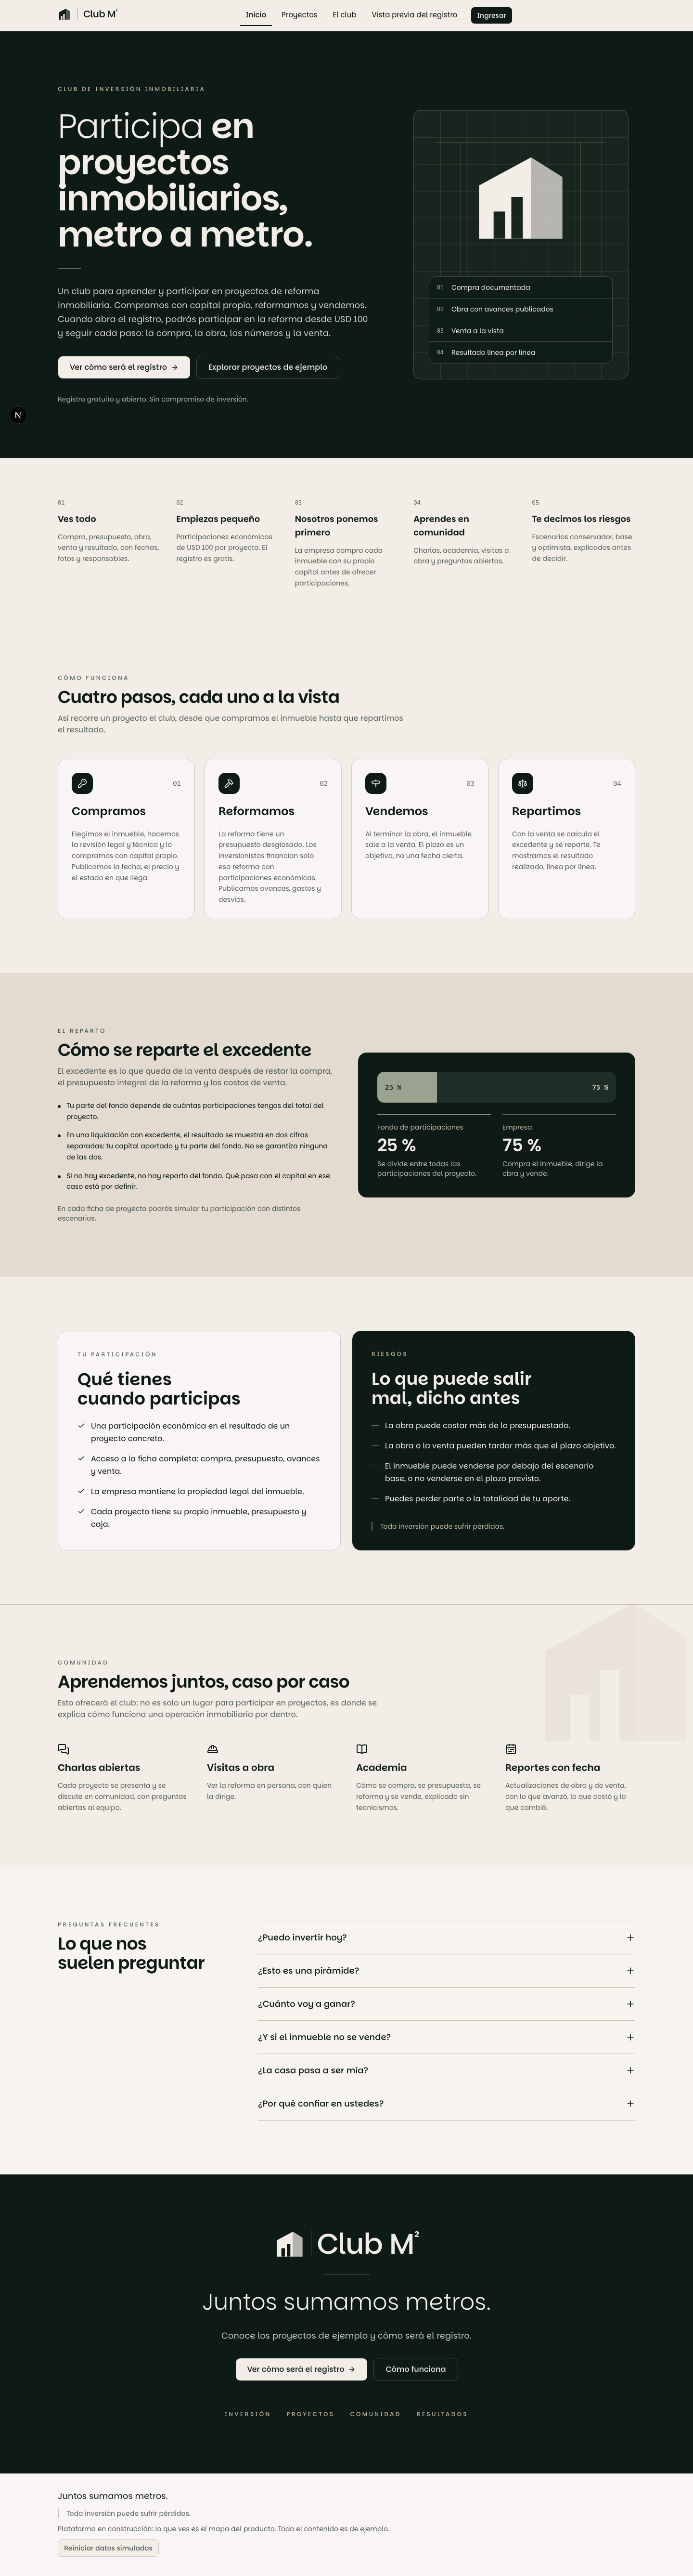 Club M²
Inicio
Proyectos
El club
Vista previa del registro
Ingresar
CLUB DE INVERSIÓN INMOBILIARIA
Participa en
proyectos
inmobiliarios,
metro a metro.
Un club para aprender y participar en proyectos de reforma
inmobiliaria. Compramos con capital propio, reformamos y vendemos.
Cuando abra el registro, podrás participar en la reforma desde USD 100
y seguir cada paso: la compra, la obra, los números y la venta.
Ver cómo será el registro →
Explorar proyectos de ejemplo
Registro gratuito y abierto. Sin compromiso de inversión.
01 Compra documentada
02 Obra con avances publicados
03 Venta a la vista
04 Resultado línea por línea
N
01
Ves todo
Compra, presupuesto, obra,
venta y resultado, con fechas,
fotos y responsables.
02
Empiezas pequeño
Participaciones económicas
de USD 100 por proyecto. El
registro es gratis.
03
Nosotros ponemos
primero
La empresa compra cada
inmueble con su propio
capital antes de ofrecer
participaciones.
04
Aprendes en
comunidad
Charlas, academia, visitas a
obra y preguntas abiertas.
05
Te decimos los riesgos
Escenarios conservador, base
y optimista, explicados antes
de decidir.
CÓMO FUNCIONA
Cuatro pasos, cada uno a la vista
Así recorre un proyecto el club, desde que compramos el inmueble hasta que repartimos
el resultado.
01
Compramos
Elegimos el inmueble, hacemos
la revisión legal y técnica y lo
compramos con capital propio.
Publicamos la fecha, el precio y
el estado en que llega.
02
Reformamos
La reforma tiene un
presupuesto desglosado. Los
inversionistas financian solo
esa reforma con
participaciones económicas.
Publicamos avances, gastos y
desvíos.
03
Vendemos
Al terminar la obra, el inmueble
sale a la venta. El plazo es un
objetivo, no una fecha cierta.
04
Repartimos
Con la venta se calcula el
excedente y se reporta. Te
mostramos el resultado
realizado, línea por línea.
EL REPARTO
Cómo se reparte el excedente
El excedente es lo que queda de la venta después de restar la compra,
el presupuesto integral de la reforma y los costos de venta.
Tu parte del fondo depende de cuántas participaciones tengas del total del
proyecto.
En una liquidación con excedente, el resultado se muestra en dos cifras
separadas: tu capital aportado y tu parte del fondo. No se garantiza ninguna
de las dos.
Si no hay excedente, no hay reparto del fondo. Qué pasa con el capital en ese
caso está por definir.
En cada ficha de proyecto podrás simular tu participación con distintos
escenarios.
25 %
75 %
Fondo de participaciones
25 %
Se divide entre todas las
participaciones del proyecto.
Empresa
75 %
Compra el inmueble, dirige la
obra y vende.
TU PARTICIPACIÓN
Qué tienes
cuando participas
Una participación económica en el resultado de un
proyecto concreto.
Acceso a la ficha completa: compra, presupuesto, avances
y venta.
La empresa mantiene la propiedad legal del inmueble.
Cada proyecto tiene su propio inmueble, presupuesto y
caja.
RIESGOS
Lo que puede salir
mal, dicho antes
La obra puede costar más de lo presupuestado.
La obra o la venta pueden tardar más que el plazo objetivo.
El inmueble puede venderse por debajo del escenario
base, o no venderse en el plazo previsto.
Puedes perder parte o la totalidad de tu aporte.
Toda inversión puede sufrir pérdidas.
COMUNIDAD
Aprendemos juntos, caso por caso
Esto ofrecerá el club: no es solo un lugar para participar en proyectos, es donde se
explica cómo funciona una operación inmobiliaria por dentro.
Charlas abiertas
Cada proyecto se presenta y se
discute en comunidad, con preguntas
abiertas al equipo.
Visitas a obra
Ver la reforma en persona, con quien
la dirige.
Academia
Cómo se compra, se presupuesta, se
reforma y se vende, explicado sin
tecnicismos.
Reportes con fecha
Actualizaciones de obra y de venta,
con lo que avanzó, lo que costó y lo
que cambió.
PREGUNTAS FRECUENTES
Lo que nos
suelen preguntar
¿Puedo invertir hoy?
¿Esto es una pirámide?
¿Cuánto voy a ganar?
¿Y si el inmueble no se vende?
¿La casa pasa a ser mía?
¿Por qué confiar en ustedes?
Club M²
Juntos sumamos metros.
Conoce los proyectos de ejemplo y cómo será el registro.
Ver cómo será el registro →
Cómo funciona
INVERSIÓN
PROYECTOS
COMUNIDAD
RESULTADOS
Juntos sumamos metros.
Toda inversión puede sufrir pérdidas.
Plataforma en construcción: lo que ves es el mapa del producto. Todo el contenido es de ejemplo.
Reiniciar datos simulados